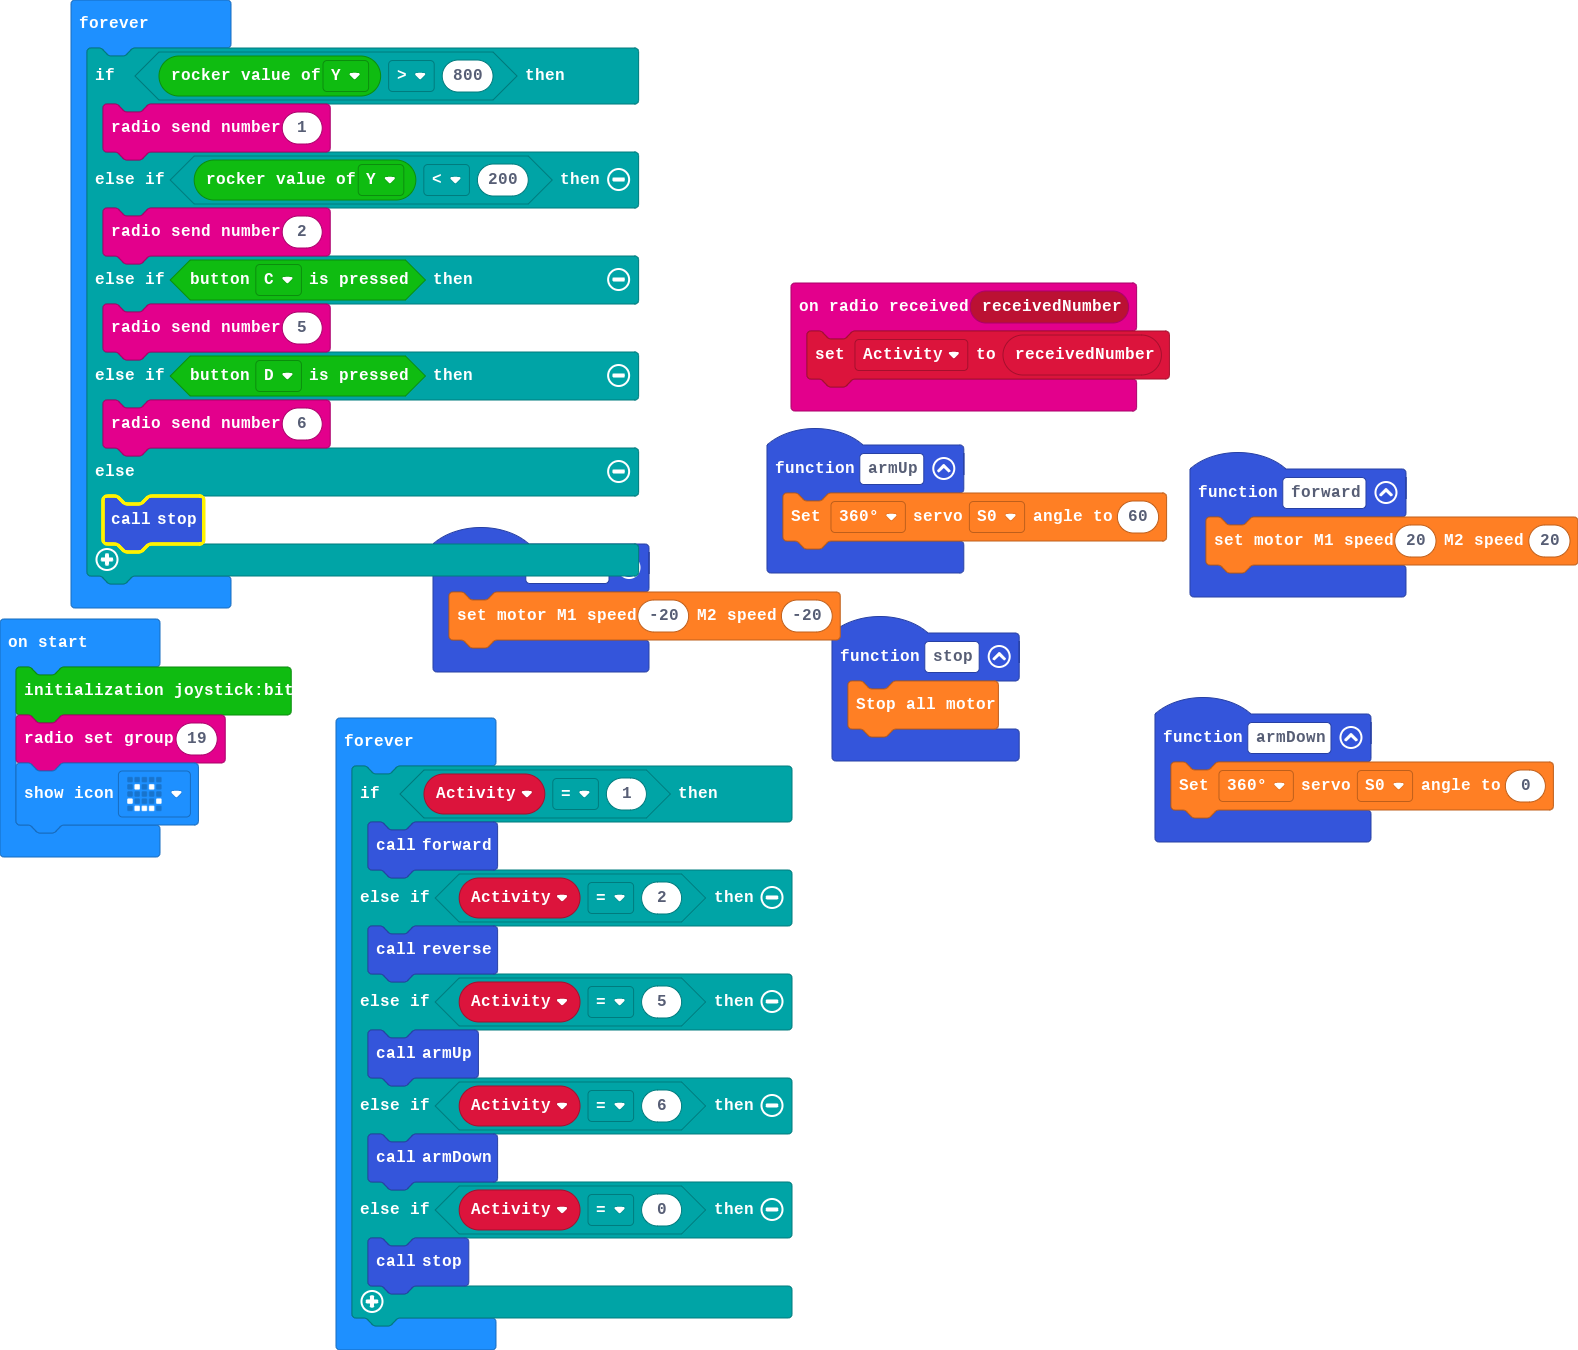 forever
if rocker value of Y > 800 then
radio send number 1
else if rocker value of Y < 200 then
radio send number 2
else if button C is pressed then
radio send number 5
else if button D is pressed then
radio send number 6
else
call stop
on start
initialization joystick:bit
radio set group 19
show icon
set motor M1 speed -20 M2 speed -20
on radio received receivedNumber
set Activity to receivedNumber
function armUp
Set 360° servo S0 angle to 60
function forward
set motor M1 speed 20 M2 speed 20
function stop
Stop all motor
function armDown
Set 360° servo S0 angle to 0
forever
if Activity = 1 then
call forward
else if Activity = 2 then
call reverse
else if Activity = 5 then
call armUp
else if Activity = 6 then
call armDown
else if Activity = 0 then
call stop